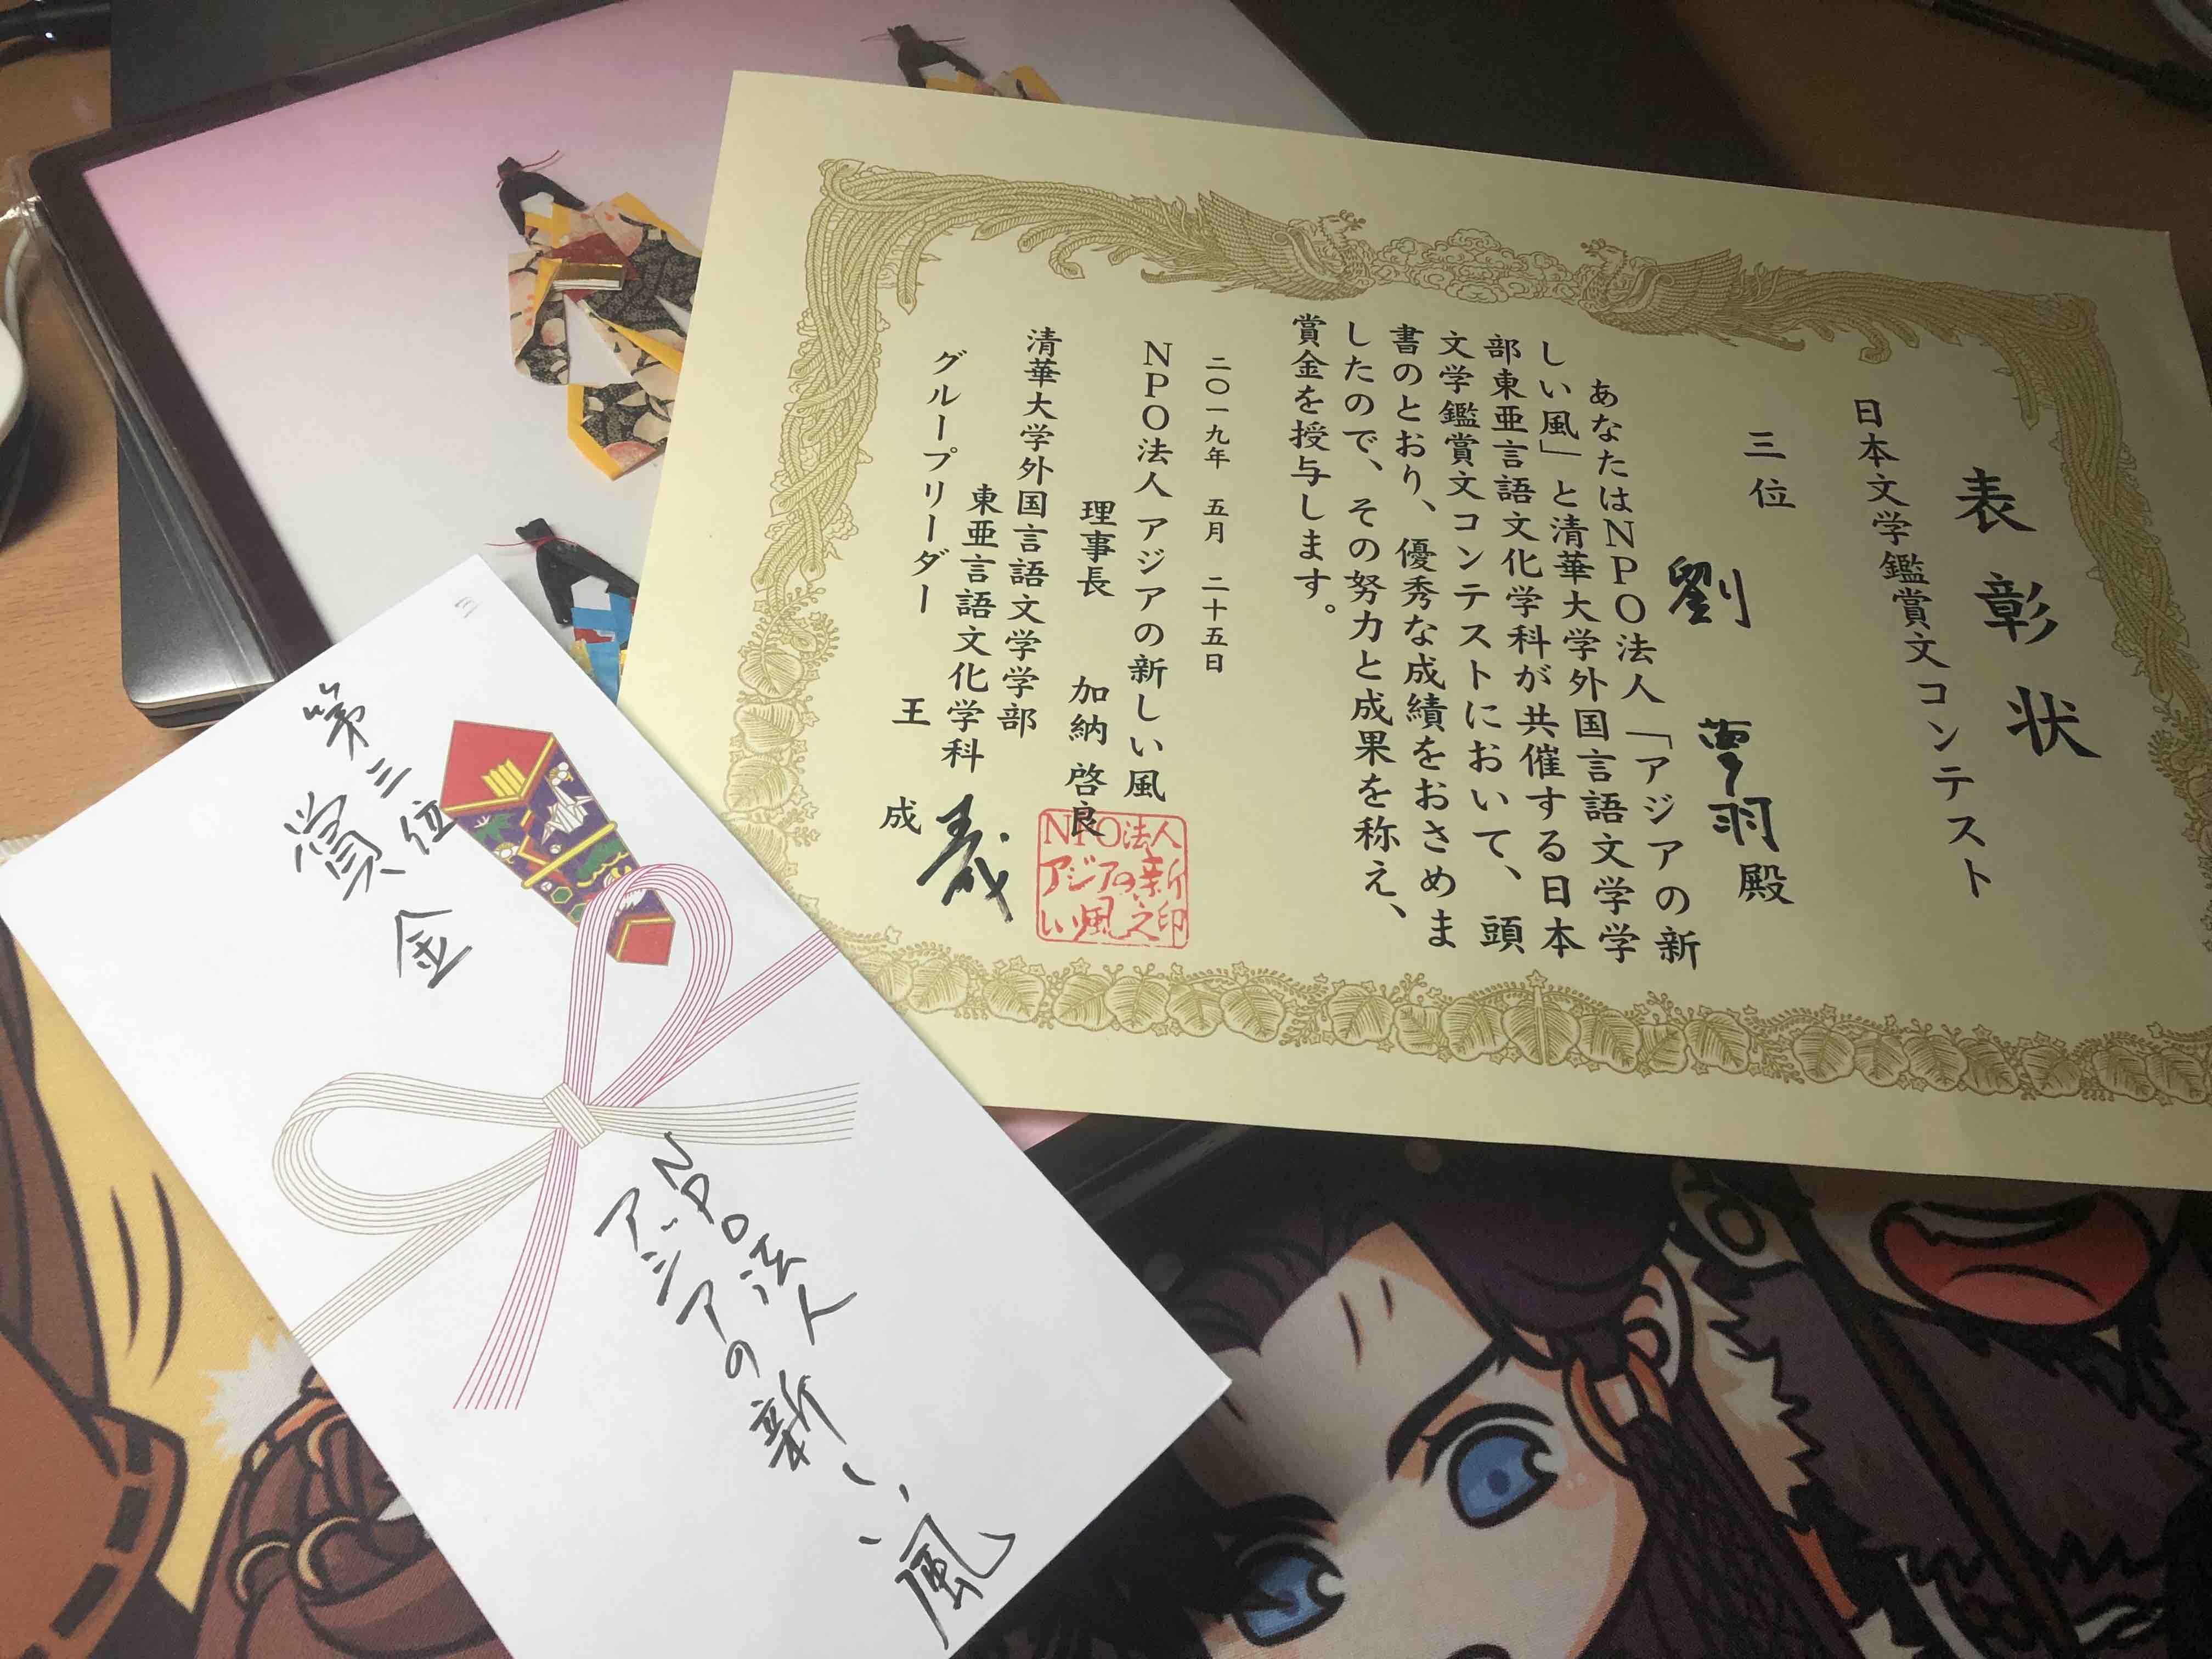 表彰状
日本文学鑑賞文コンテスト
三位
劉 羽 殿
あなたはNPO法人「アジアの新
しい風」と清華大学外国言語文学学
部東亜言語文化学科が共催する日本
文学鑑賞文コンテストにおいて、頭
書のとおり、優秀な成績をおさめま
したので、その努力と成果を称え、
賞金を授与します。
二〇一九年 五月 二十五日
NPO法人 アジアの新しい風
理事長 加納 啓良
NPO法人
アジアの新
しい風之印
清華大学外国言語文学学部
東亜言語文化学科
グループリーダー 王 成
第三位
賞金
NPO法人
アジアの新しい風